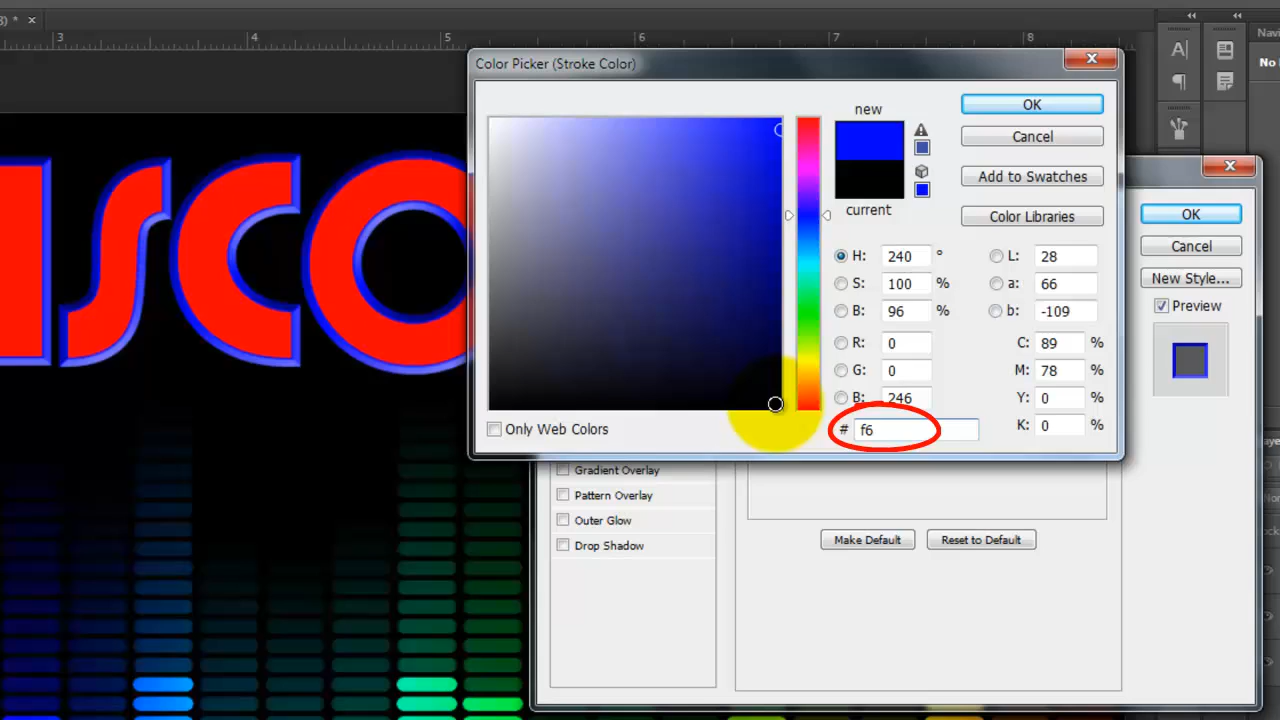 8) * ×
3 4 5 6 7 8
Navi
No
ISCO
Color Picker (Stroke Color)
new
current
OK
Cancel
Add to Swatches
Color Libraries
H: 240 °
S: 100 %
B: 96 %
R: 0
G: 0
B: 246
# f6
L: 28
a: 66
b: -109
C: 89 %
M: 78 %
Y: 0 %
K: 0 %
Only Web Colors
OK
Cancel
New Style...
Preview
Gradient Overlay
Pattern Overlay
Outer Glow
Drop Shadow
Make Default
Reset to Default